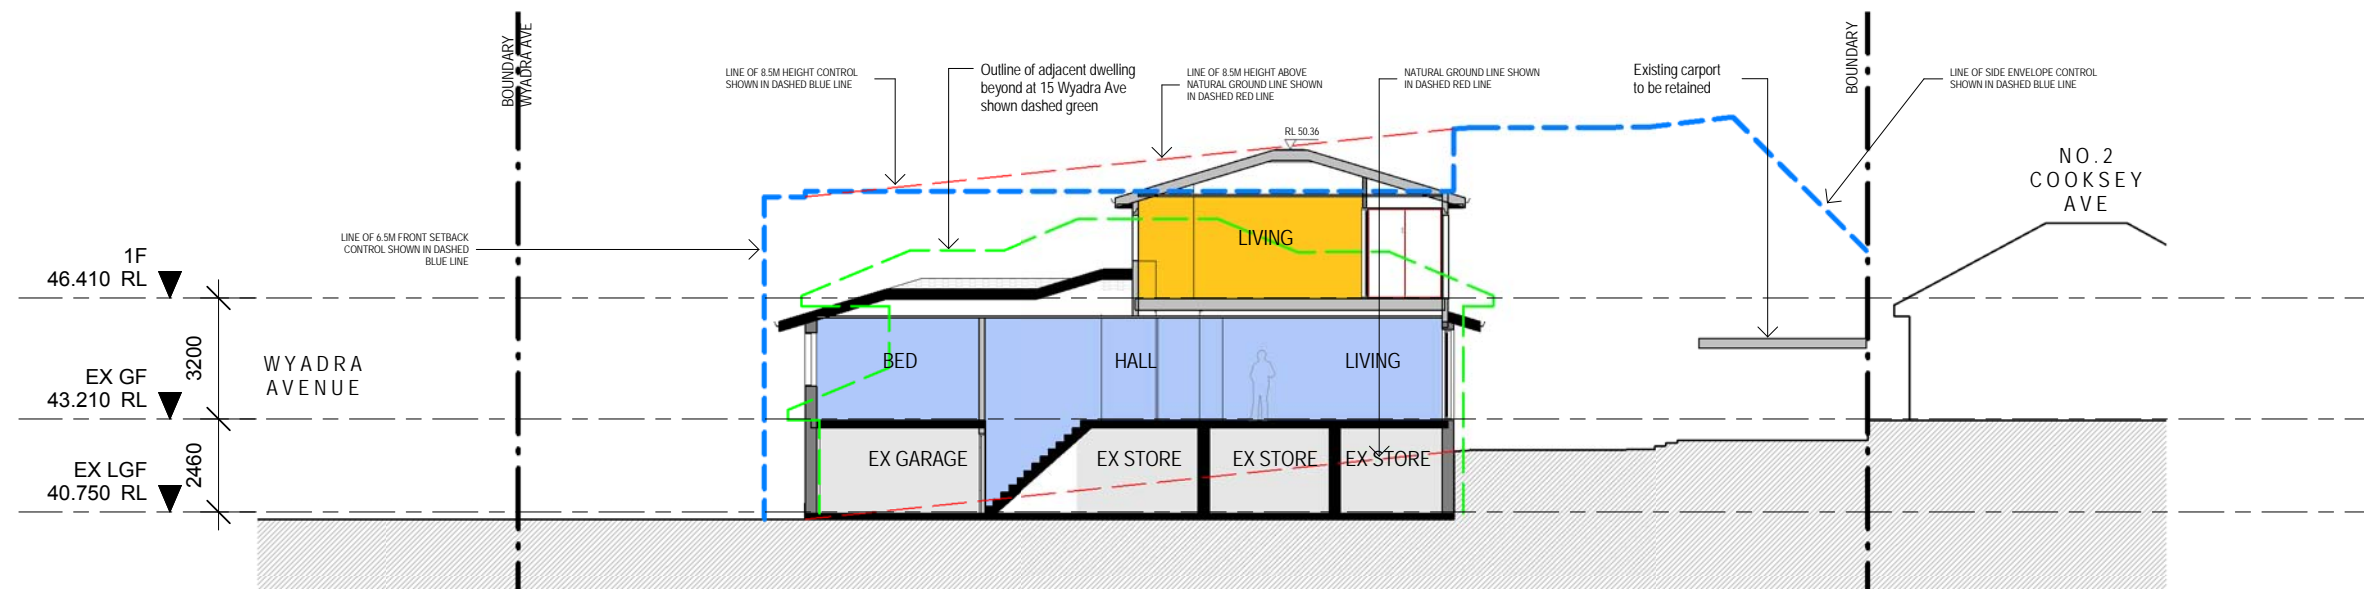 BOUNDARY
WYADRA AVE
LINE OF 8.5M HEIGHT CONTROL
SHOWN IN DASHED BLUE LINE
Outline of adjacent dwelling
beyond at 15 Wyadra Ave
shown dashed green
LINE OF 8.5M HEIGHT ABOVE
NATURAL GROUND LINE SHOWN
IN DASHED RED LINE
NATURAL GROUND LINE SHOWN
IN DASHED RED LINE
Existing carport
to be retained
BOUNDARY
LINE OF SIDE ENVELOPE CONTROL
SHOWN IN DASHED BLUE LINE
RL 50.36
NO.2
COOKSEY
AVE
LINE OF 6.5M FRONT SETBACK
CONTROL SHOWN IN DASHED
BLUE LINE
1F
46.410 RL
LIVING
3200
WYADRA
AVENUE
BED
HALL
LIVING
EX GF
43.210 RL
2460
EX GARAGE
EX STORE
EX STORE
EX STORE
EX LGF
40.750 RL